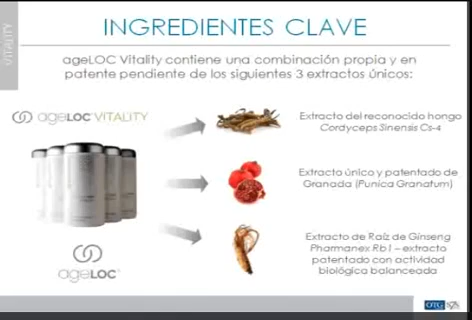 VITALITY
INGREDIENTES CLAVE
ageLOC Vitality contiene una combinación propia y en
patente pendiente de los siguientes 3 extractos únicos:
ageLOC VITALITY
Extracto del reconocido hongo
Cordyceps Sinensis Cs-4
Extracta único y patentado de
Granada (Punica Granatum)
Extracto de Raíz de Ginseng
Pharmanex Rb1 – extracto
patentado con actividad
biológica balanceada
ageLOC
OTG